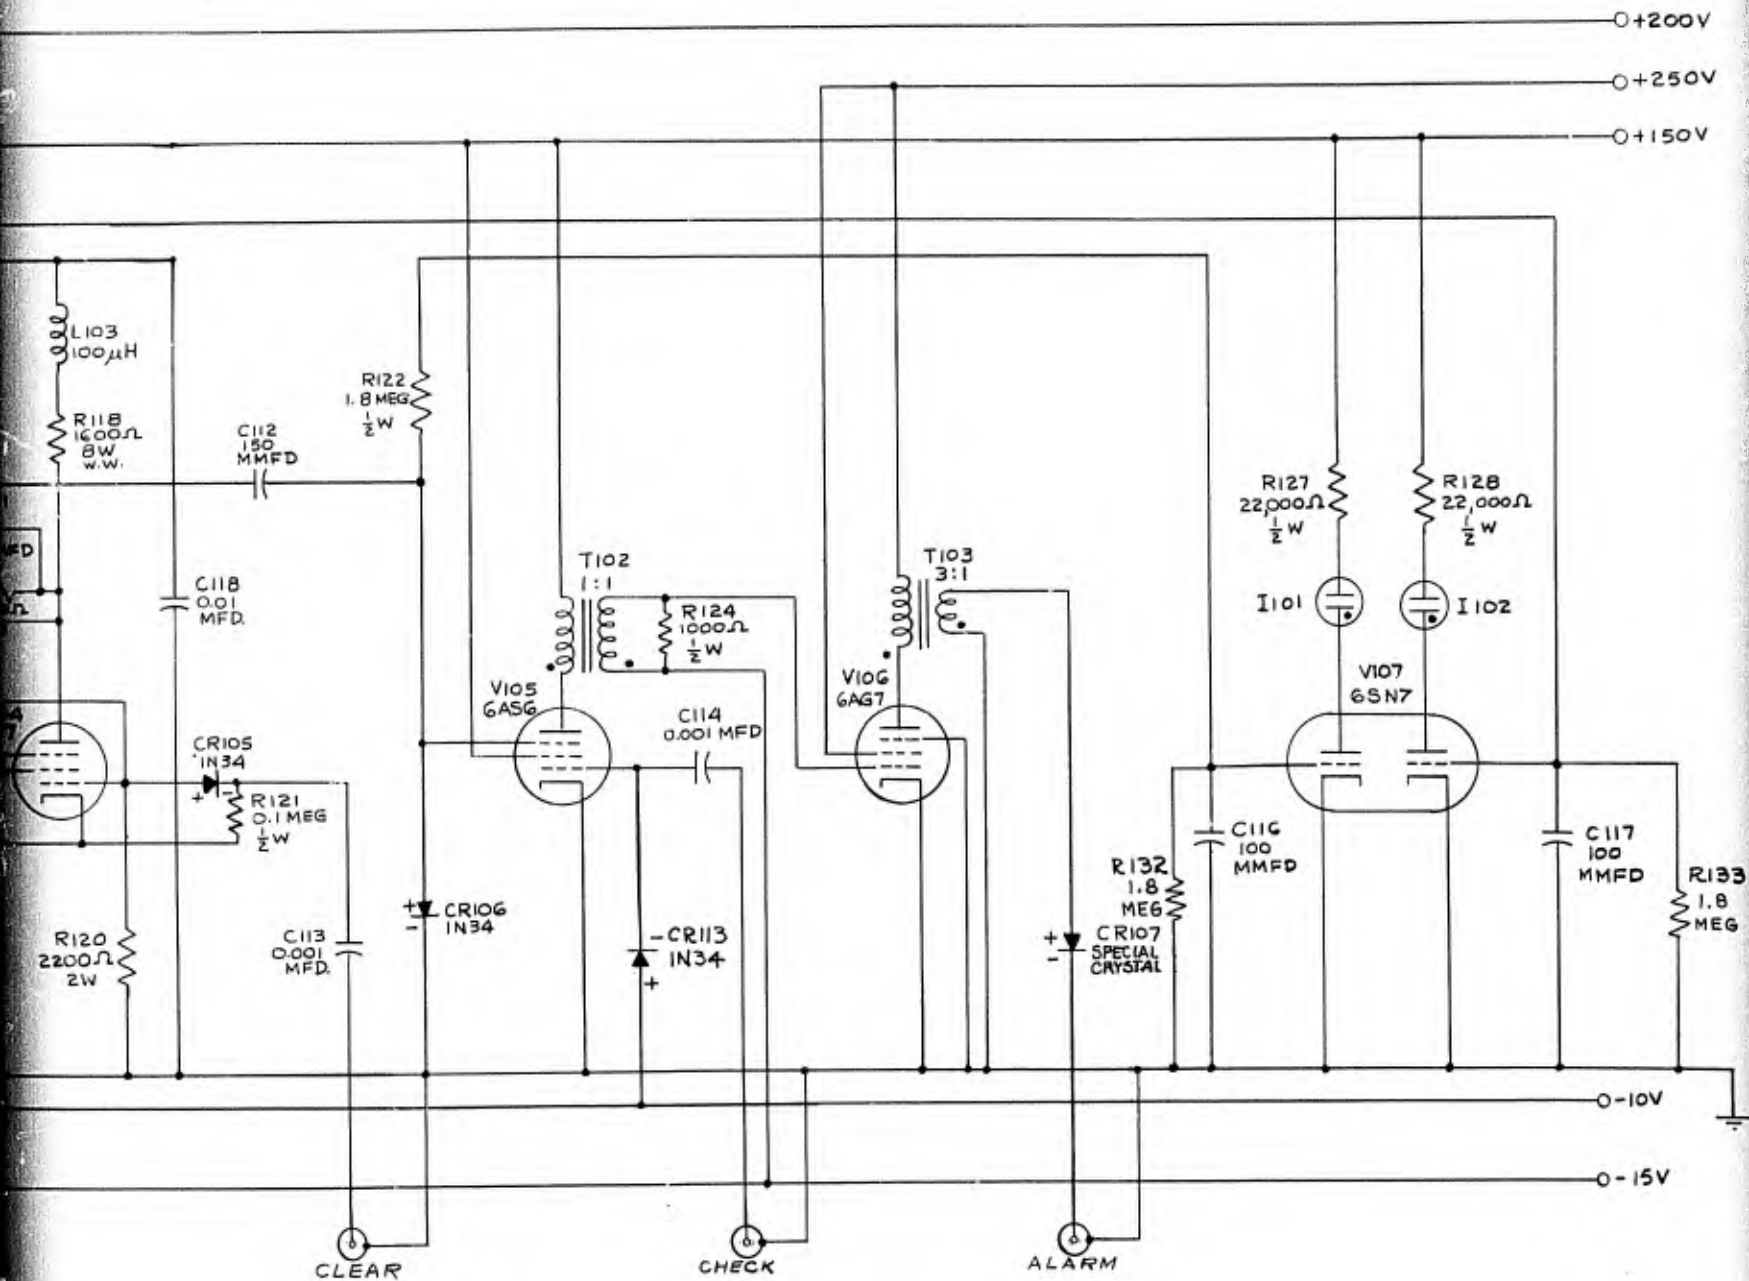 +200V
+250V
+150V
L103
100μH
R118
1600Ω
8W
W.W.
C112
150
MMFD
R122
1.8 MEG
½W
R127
22,000Ω
½ W
R128
22,000Ω
½ W
FD
Ω
C118
0.01
MFD.
T102
1:1
R124
1000Ω
½ W
T103
3:1
I101
I102
V105
6AS6
C114
0.001 MFD
V106
6AG7
V107
6SN7
CR105
1N34
+
-
R121
0.1 MEG
½W
R120
2200Ω
2W
C113
0.001
MFD.
+
-
CR106
1N34
-
CR113
1N34
+
+
-
CR107
SPECIAL
CRYSTAL
R132
1.8
MEG
C116
100
MMFD
C117
100
MMFD
R133
1.8
MEG
-10V
-15V
CLEAR
CHECK
ALARM